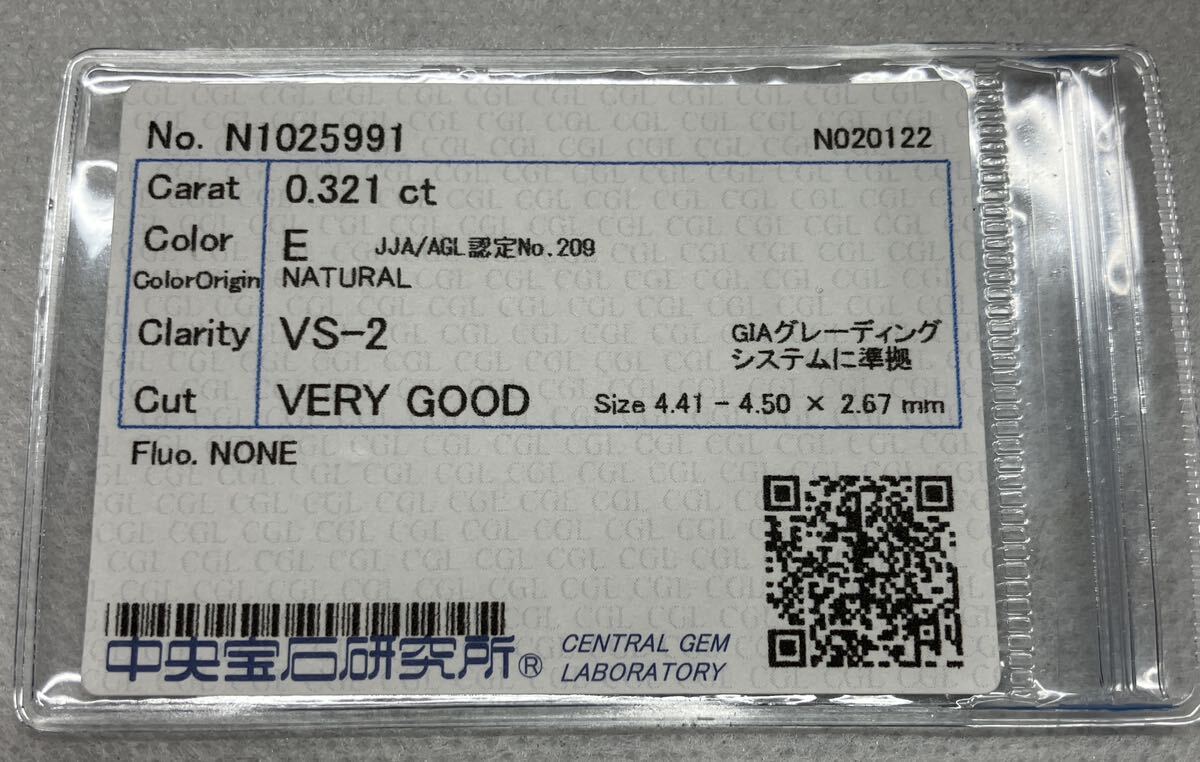 No. N1025991 N020122
Carat 0.321 ct
Color E JJA/AGL認定No.209
ColorOrigin NATURAL
Clarity VS-2 GIAグレーディング
システムに準拠
Cut VERY GOOD Size 4.41 - 4.50 × 2.67 mm
Fluo. NONE
中央宝石研究所® CENTRAL GEM
LABORATORY